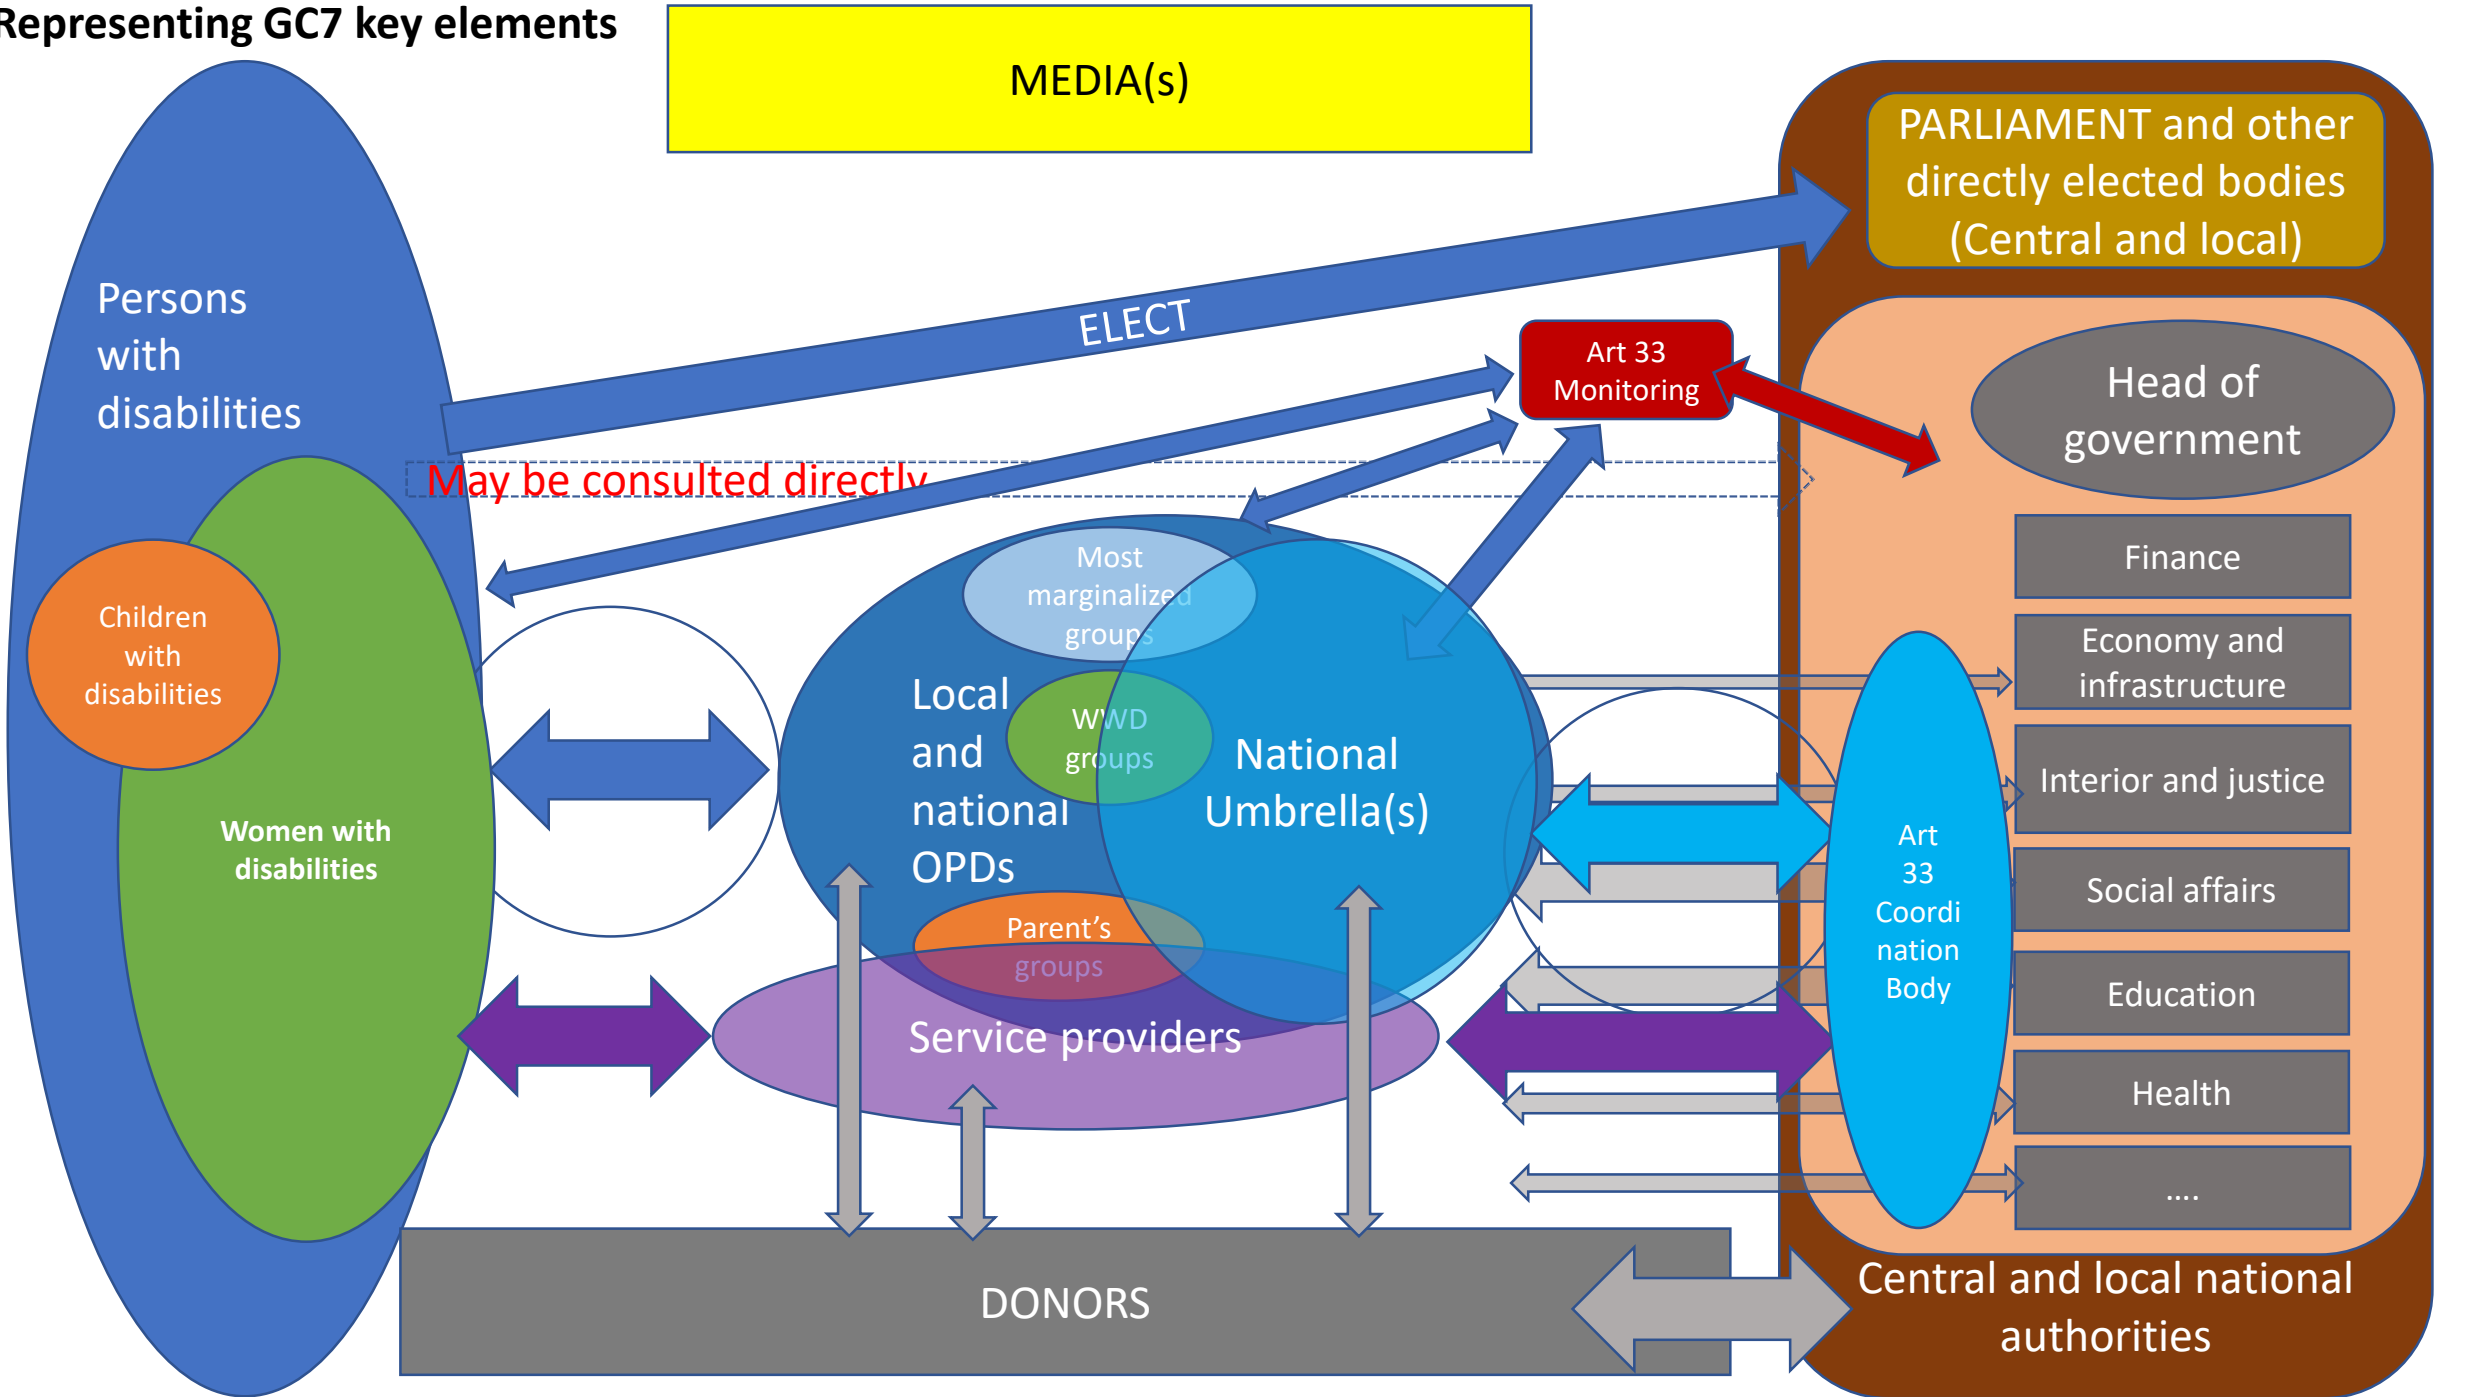 Representing GC7 key elements
MEDIA(s)
PARLIAMENT and other
directly elected bodies
(Central and local)
Persons
with
disabilities
ELECT
Art 33
Monitoring
Head of
government
May be consulted directly
Finance
Most
marginalized
groups
Children
with
disabilities
Economy and
infrastructure
Local
and
national
OPDs
WWD
groups
National
Umbrella(s)
Interior and justice
Women with
disabilities
Art
33
Coordi
nation
Body
Social affairs
Parent's
groups
Education
Service providers
Health
....
DONORS
Central and local national
authorities